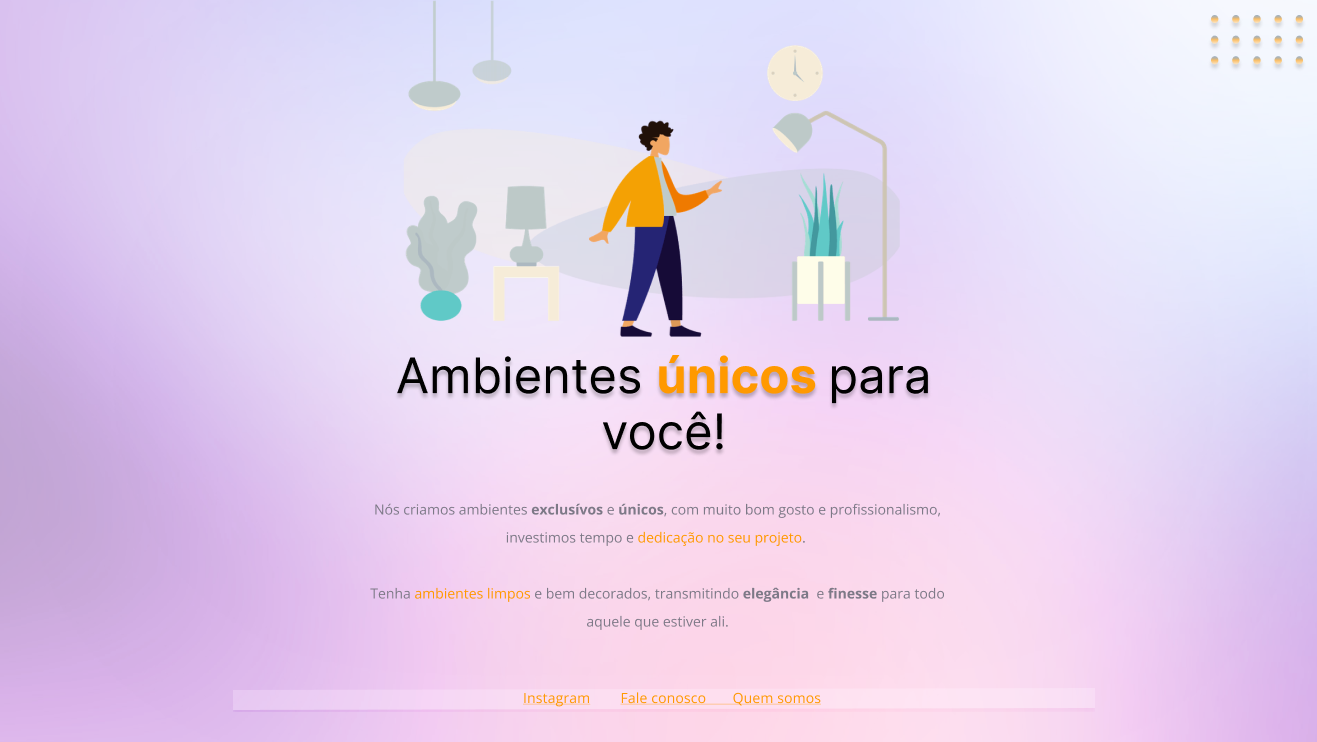 Ambientes únicos para
você!
Nós criamos ambientes exclusívos e únicos, com muito bom gosto e profissionalismo,
investimos tempo e dedicação no seu projeto.
Tenha ambientes limpos e bem decorados, transmitindo elegância e finesse para todo
aquele que estiver ali.
Instagram Fale conosco Quem somos